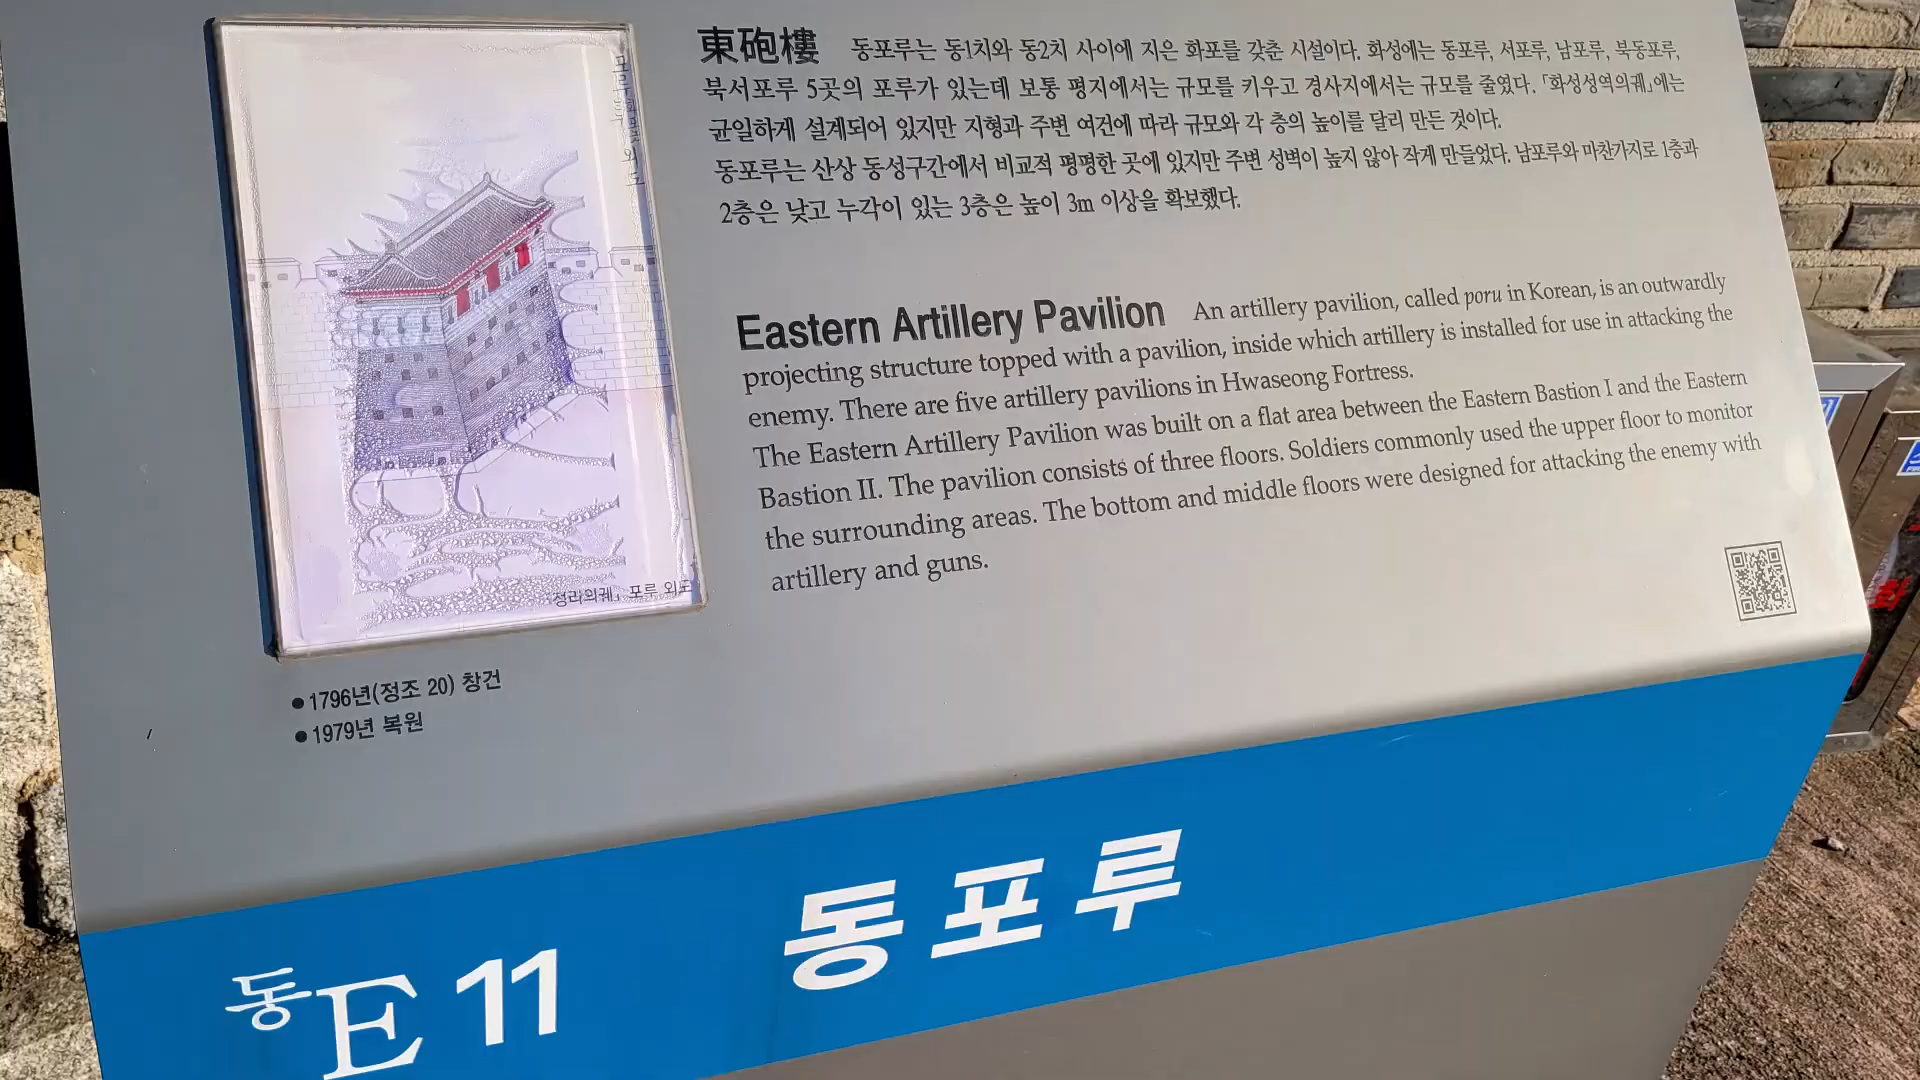 東砲樓 동포루는 동1치와 동2치 사이에 지은 화포를 갖춘 시설이다. 화성에는 동포루, 서포루, 남포루, 북동포루,
북서포루 5곳의 포루가 있는데 보통 평지에서는 규모를 키우고 경사지에서는 규모를 줄였다. 「화성성역의궤」에는
균일하게 설계되어 있지만 지형과 주변 여건에 따라 규모와 각 층의 높이를 달리 만든 것이다.
동포루는 산상 동성구간에서 비교적 평평한 곳에 있지만 주변 성벽이 높지 않아 작게 만들었다. 남포루와 마찬가지로 1층과
2층은 낮고 누각이 있는 3층은 높이 3m 이상을 확보했다.
Eastern Artillery Pavilion An artillery pavilion, called poru in Korean, is an outwardly
projecting structure topped with a pavilion, inside which artillery is installed for use in attacking the
enemy. There are five artillery pavilions in Hwaseong Fortress.
The Eastern Artillery Pavilion was built on a flat area between the Eastern Bastion I and the Eastern
Bastion II. The pavilion consists of three floors. Soldiers commonly used the upper floor to monitor
the surrounding areas. The bottom and middle floors were designed for attacking the enemy with
artillery and guns.
「정리의궤」 포루 외도
●1796년(정조 20) 창건
●1979년 복원
동E11 동포루